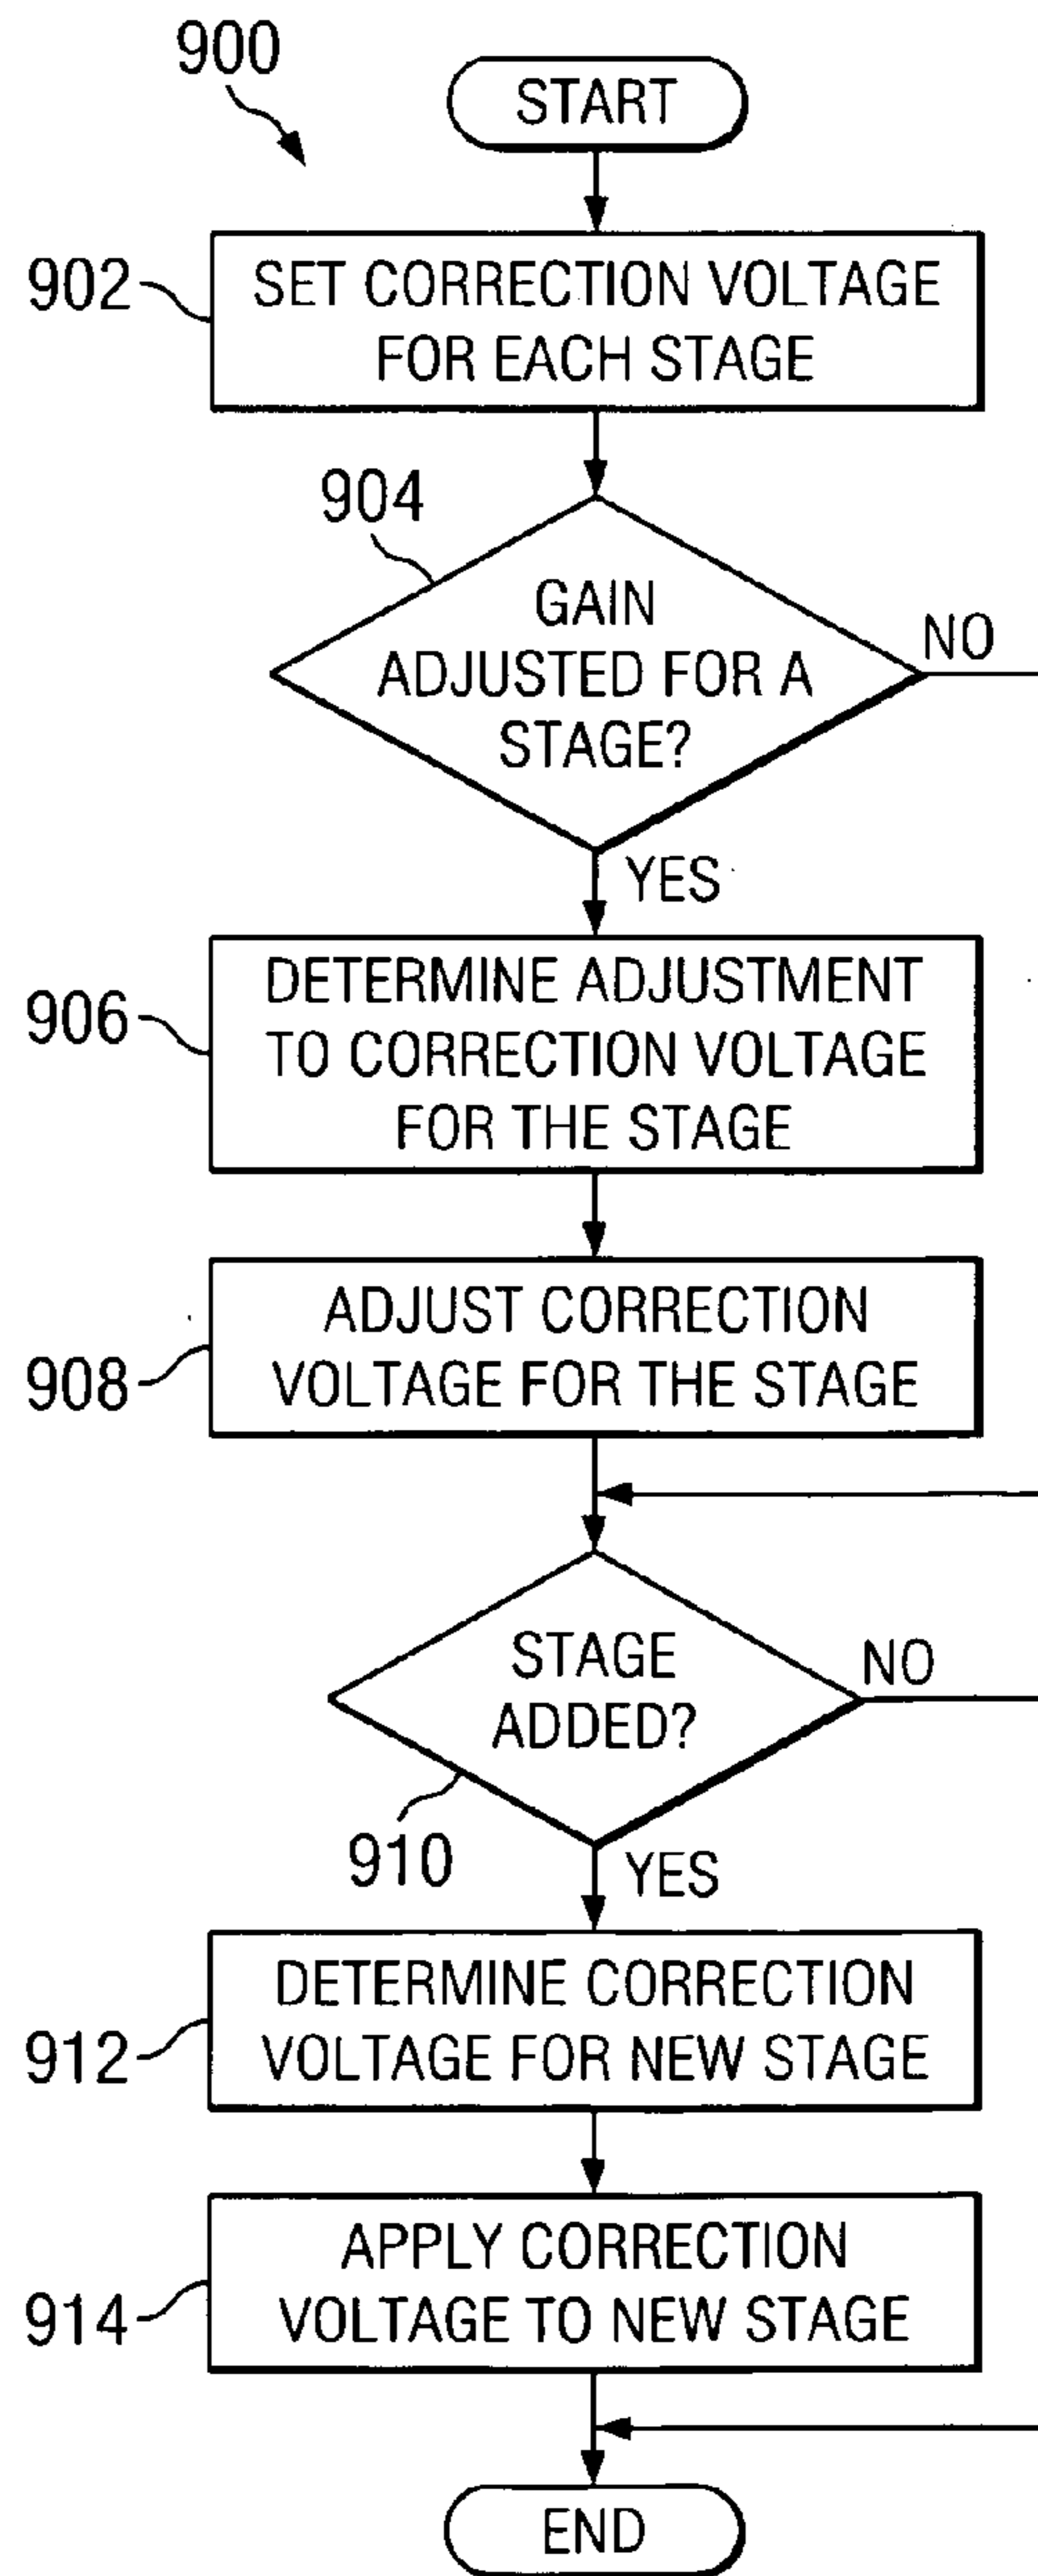 900
START
902
SET CORRECTION VOLTAGE
FOR EACH STAGE
904
GAIN
ADJUSTED FOR A
STAGE?
NO
YES
906
DETERMINE ADJUSTMENT
TO CORRECTION VOLTAGE
FOR THE STAGE
908
ADJUST CORRECTION
VOLTAGE FOR THE STAGE
STAGE
ADDED?
NO
910
YES
912
DETERMINE CORRECTION
VOLTAGE FOR NEW STAGE
914
APPLY CORRECTION
VOLTAGE TO NEW STAGE
END